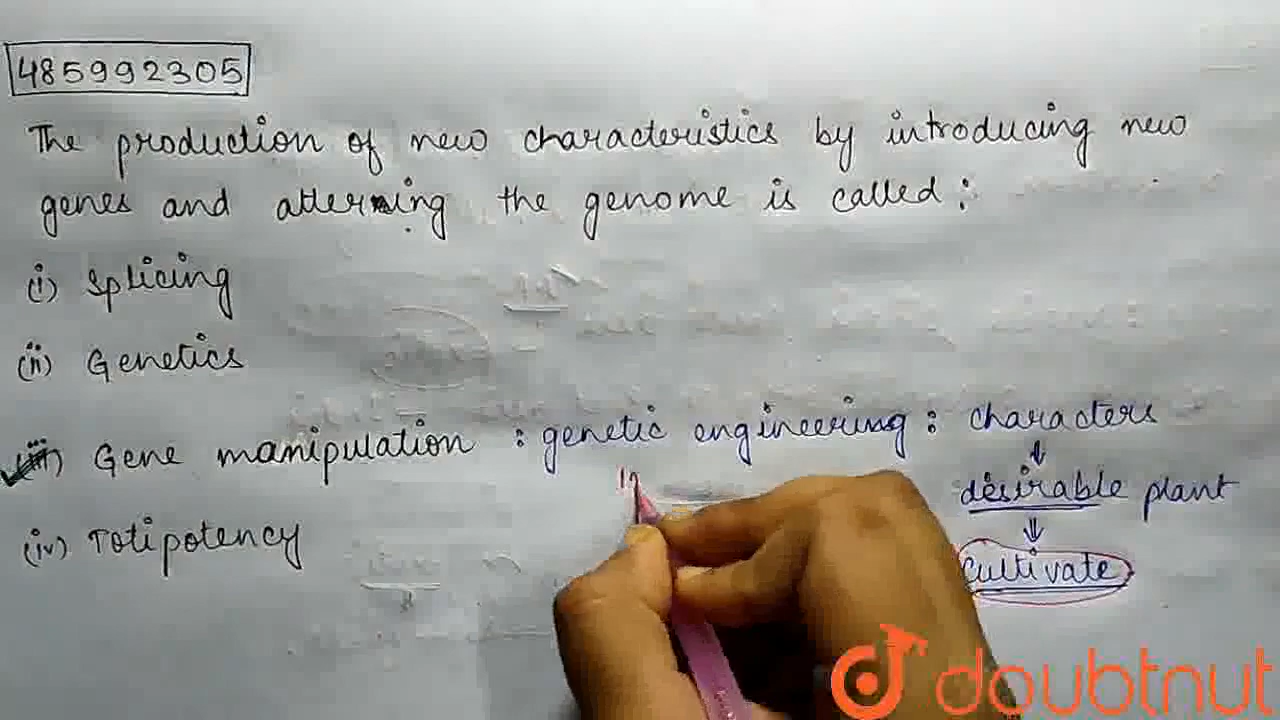 485992305
The production of new characteristics by introducing new
genes and altering the genome is called :
(i) Splicing
(ii) Genetics
(iii) Gene manipulation : genetic engineering : characters
desirable plant
cultivate
(iv) Totipotency
doubtnut